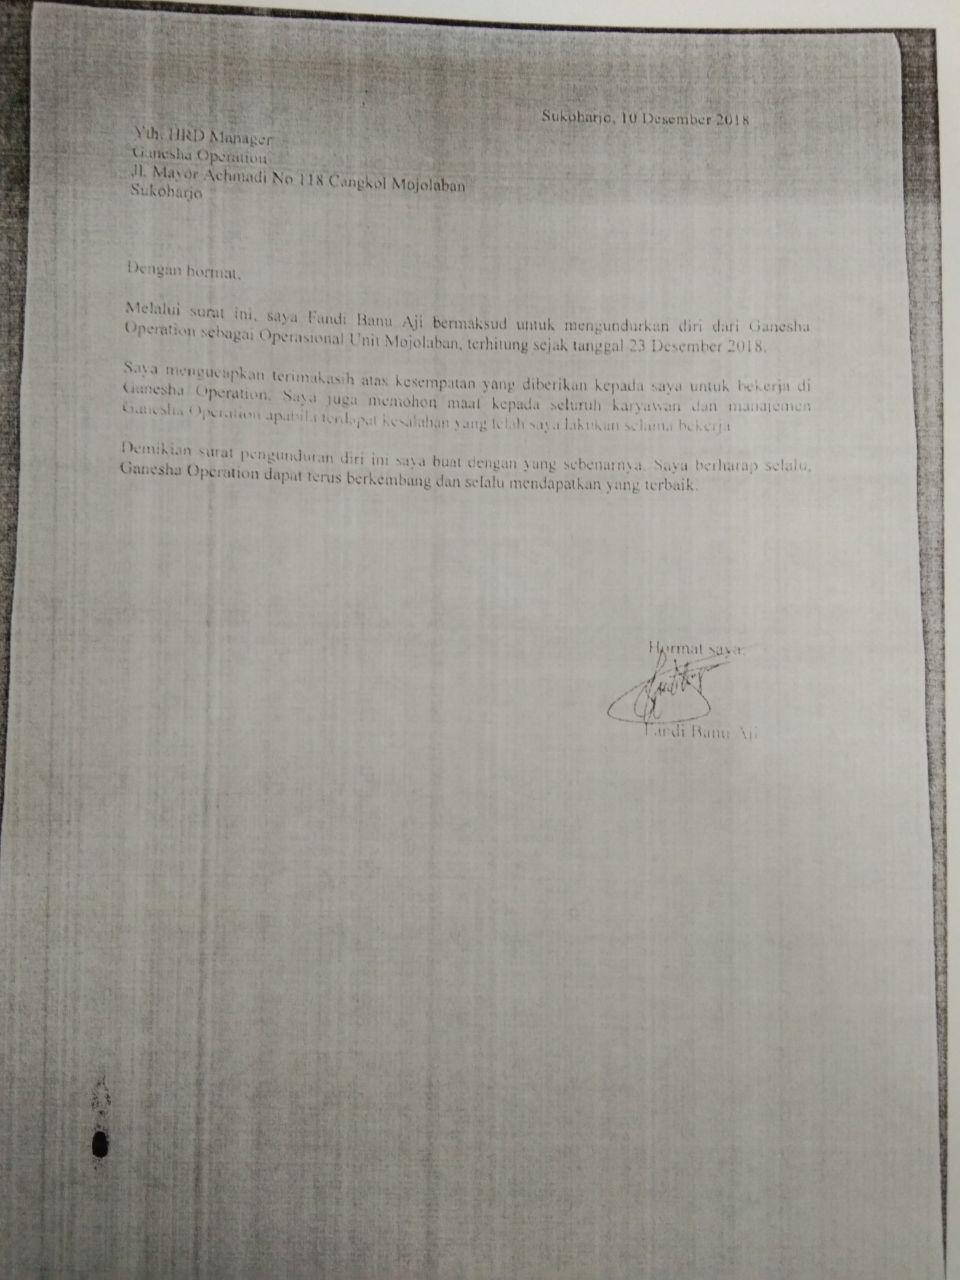 Sukoharjo, 10 Desember 2018
Yth. HRD Manager
Ganesha Operation
Jl. Mayor Achmadi No 118 Cangkol Mojolaban
Sukoharjo
Dengan hormat,
Melalui surat ini, saya Fandi Banu Aji bermaksud untuk mengundurkan diri dari Ganesha
Operation sebagai Operasional Unit Mojolaban, terhitung sejak tanggal 23 Desember 2018.
Saya mengucapkan terimakasih atas kesempatan yang diberikan kepada saya untuk bekerja di
Ganesha Operation. Saya juga memohon maaf kepada seluruh karyawan dan manajemen
Ganesha Operation apabila terdapat kesalahan yang telah saya lakukan selama bekerja
Demikian surat pengunduran diri ini saya buat dengan yang sebenarnya. Saya berharap selalu,
Ganesha Operation dapat terus berkembang dan selalu mendapatkan yang terbaik.
Hormat saya,
Fandi Banu Aji